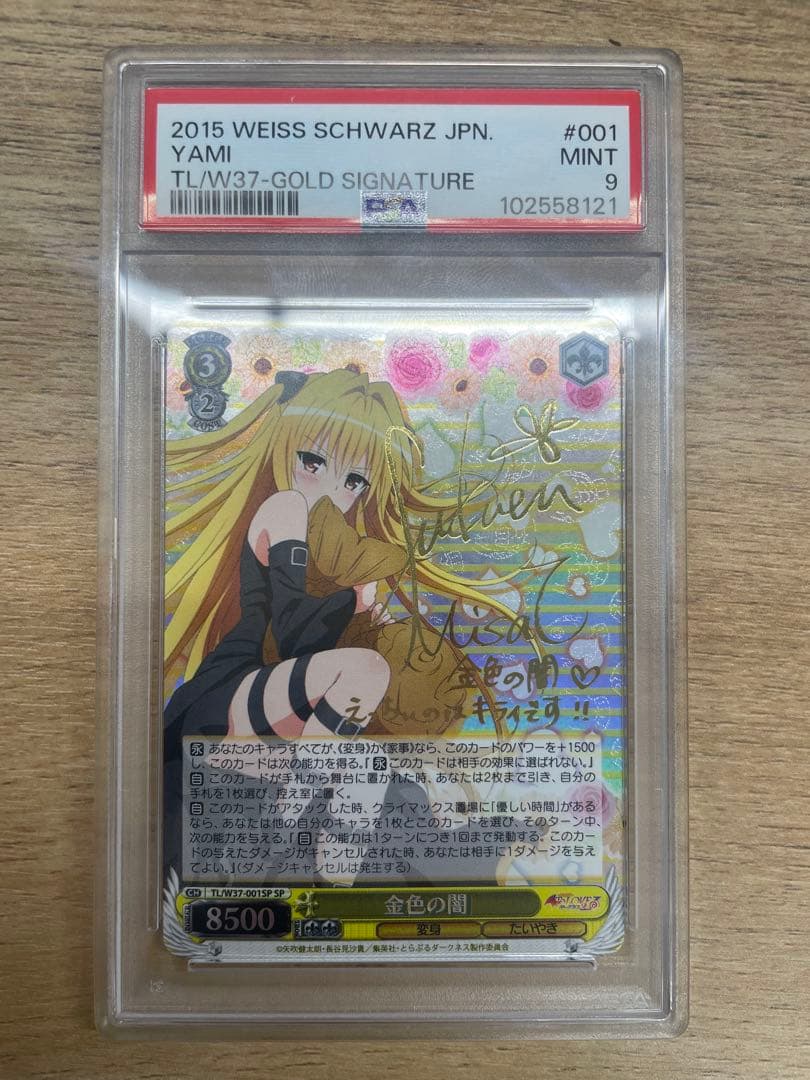 2015 WEISS SCHWARZ JPN. #001
YAMI MINT
TL/W37-GOLD SIGNATURE 9
PSA 102558121
3
2
COST
Misa
金色の闇♡
えっちぃのはキライです!!
永 あなたのキャラすべてが、《変身》か《家事》なら、このカードのパワーを+1500
し、このカードは次の能力を得る。『永 このカードは相手の効果に選ばれない。』
自 このカードが手札から舞台に置かれた時、あなたは2枚まで引き、自分の
手札を1枚選び、控え室に置く。
自 このカードがアタックした時、クライマックス置場に「優しい時間」がある
なら、あなたは他の自分のキャラを1枚とこのカードを選び、そのターン中、
次の能力を与える。『自 この能力は1ターンにつき1回まで発動する。このカー
ドの与えたダメージがキャンセルされた時、あなたは相手に1ダメージを与え
てよい。』(ダメージキャンセルは発生する)
CH TL/W37-001SP SP
8500 金色の闇
変身 たいやき
©矢吹健太朗・長谷見沙貴/集英社・とらぶるダークネス製作委員会